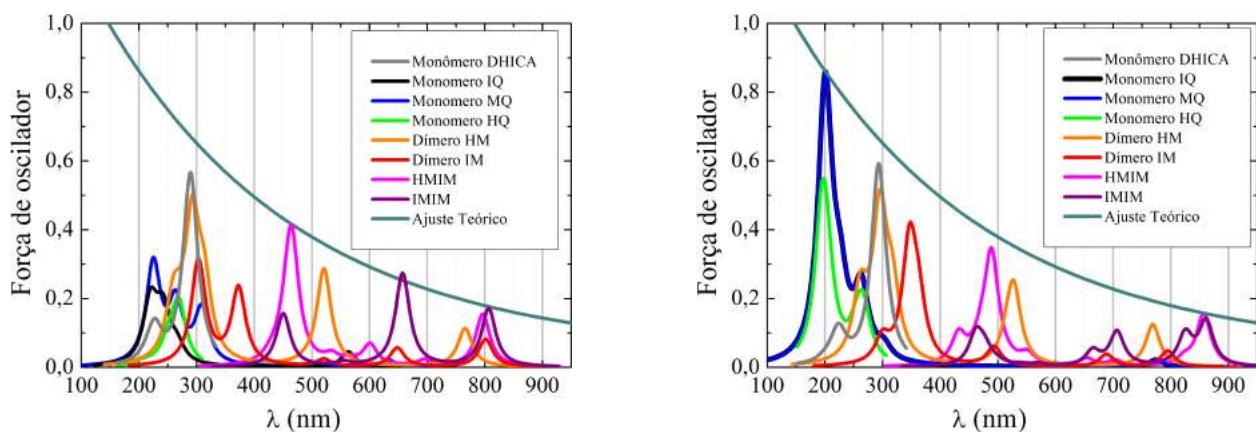 1,0
0,8
0,6
0,4
0,2
0,0
Força de oscilador
Monômero DHICA
Monomero IQ
Monomero MQ
Monomero HQ
Dímero HM
Dímero IM
HMIM
IMIM
Ajuste Teórico
100 200 300 400 500 600 700 800 900
λ (nm)
1,0
0,8
0,6
0,4
0,2
0,0
Força de oscilador
Monômero DHICA
Monomero IQ
Monomero MQ
Monomero HQ
Dímero HM
Dímero IM
HMIM
IMIM
Ajuste Teórico
100 200 300 400 500 600 700 800 900
λ (nm)